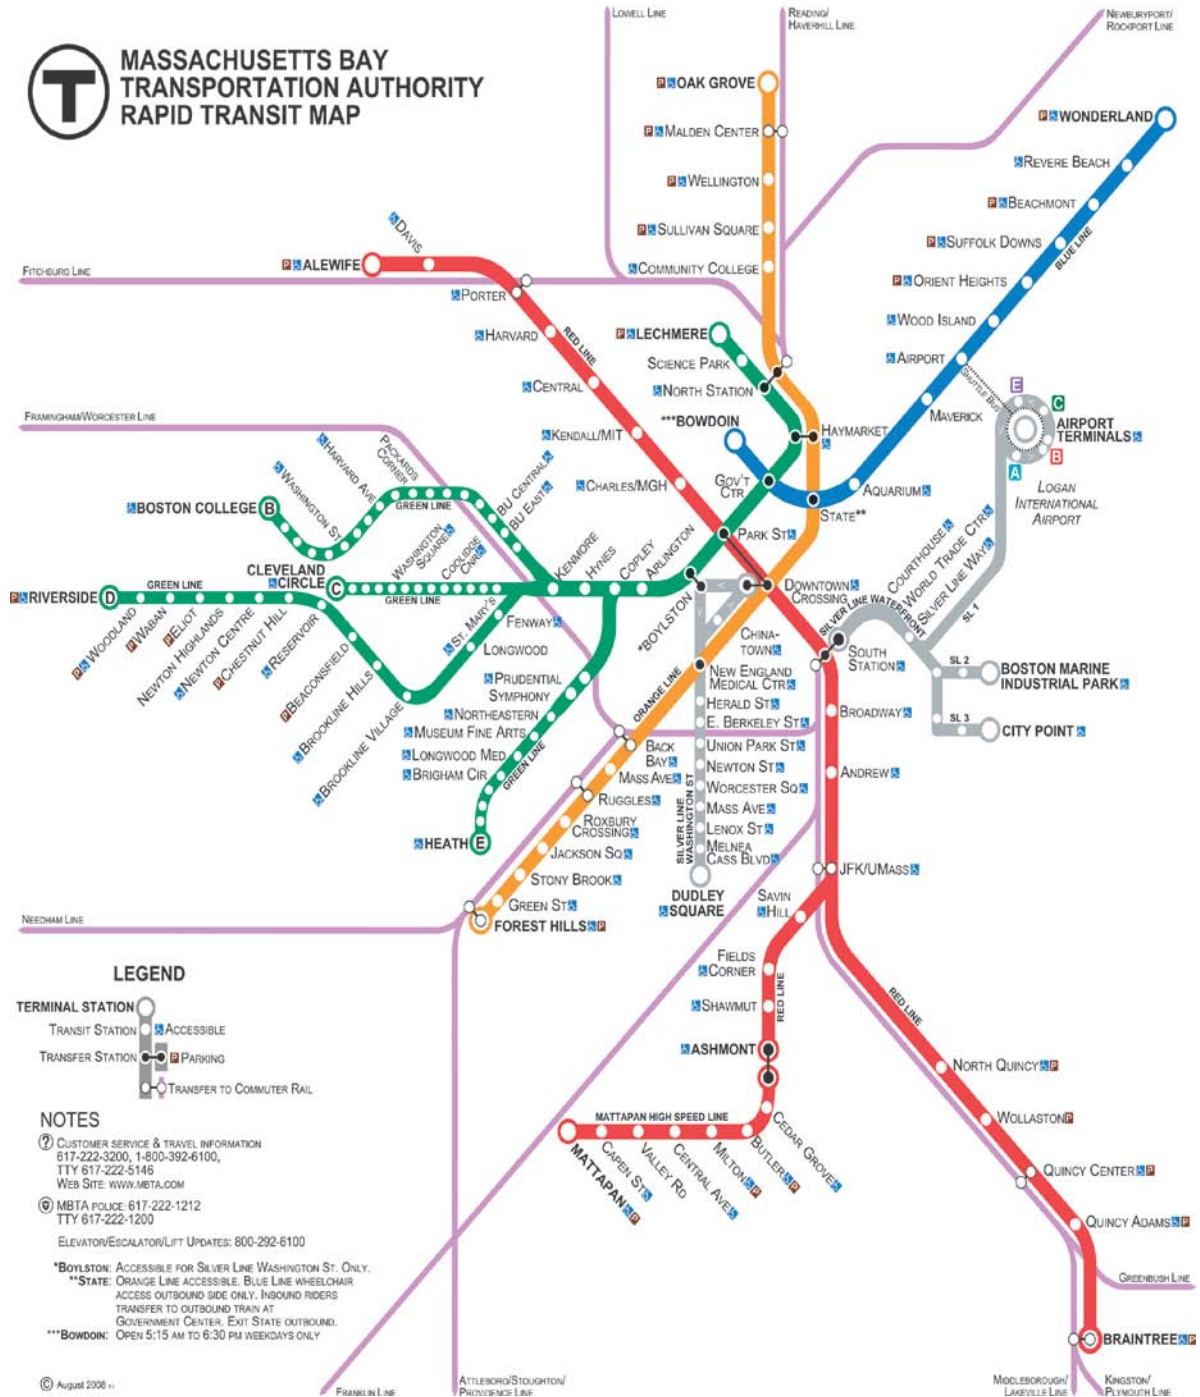 MASSACHUSETTS BAY
TRANSPORTATION AUTHORITY
RAPID TRANSIT MAP
T
LOWELL LINE
READING/
HAVERHILL LINE
NEWBURYPORT/
ROCKPORT LINE
OAK GROVE
MALDEN CENTER
WELLINGTON
SULLIVAN SQUARE
COMMUNITY COLLEGE
WONDERLAND
REVERE BEACH
BEACHMONT
SUFFOLK DOWNS
BLUE LINE
ORIENT HEIGHTS
WOOD ISLAND
AIRPORT
SHUTTLE BUS
MAVERICK
AQUARIUM
E
C
B
A
AIRPORT
TERMINALS
LOGAN
INTERNATIONAL
AIRPORT
FITCHBURG LINE
ALEWIFE
DAVIS
PORTER
HARVARD
RED LINE
CENTRAL
KENDALL/MIT
CHARLES/MGH
LECHMERE
SCIENCE PARK
NORTH STATION
***BOWDOIN
HAYMARKET
GOV'T
CTR
STATE**
PARK ST
DOWNTOWN
CROSSING
FRAMINGHAM/WORCESTER LINE
BOSTON COLLEGE
B
WASHINGTON ST
HARVARD AVE
PACKARDS
CORNER
GREEN LINE
BU CENTRAL
BU EAST
CLEVELAND
CIRCLE
C
WASHINGTON
SQUARE
COOLIDGE
CNR
GREEN LINE
ST. MARY'S
KENMORE
HYNES
COPLEY
ARLINGTON
*BOYLSTON
RIVERSIDE
D
GREEN LINE
WOODLAND
WABAN
ELIOT
NEWTON HIGHLANDS
NEWTON CENTRE
CHESTNUT HILL
RESERVOIR
BEACONSFIELD
BROOKLINE HILLS
BROOKLINE VILLAGE
LONGWOOD
FENWAY
PRUDENTIAL
SYMPHONY
NORTHEASTERN
MUSEUM FINE ARTS
LONGWOOD MED
BRIGHAM CIR
GREEN LINE
HEATH
E
CHINA-
TOWN
NEW ENGLAND
MEDICAL CTR
ORANGE LINE
BACK
BAY
MASS AVE
RUGGLES
ROXBURY
CROSSING
JACKSON SQ
STONY BROOK
GREEN ST
FOREST HILLS
HERALD ST
E. BERKELEY ST
UNION PARK ST
NEWTON ST
WORCESTER SQ
MASS AVE
LENOX ST
MELNEA
CASS BLVD
SILVER LINE
WASHINGTON ST
DUDLEY
SQUARE
SOUTH
STATION
SILVER LINE WATERFRONT
COURTHOUSE
WORLD TRADE CTR
SILVER LINE WAY
SL 1
SL 2
SL 3
BOSTON MARINE
INDUSTRIAL PARK
CITY POINT
BROADWAY
ANDREW
JFK/UMASS
SAVIN
HILL
FIELDS
CORNER
SHAWMUT
RED LINE
ASHMONT
CEDAR GROVE
BUTLER
MILTON
CENTRAL AVE
VALLEY RD
CAPEN ST
MATTAPAN
MATTAPAN HIGH SPEED LINE
RED LINE
NORTH QUINCY
WOLLASTON
QUINCY CENTER
QUINCY ADAMS
BRAINTREE
GREENBUSH LINE
NEEDHAM LINE
FRANKLIN LINE
ATTLEBORO/STOUGHTON/
PROVIDENCE LINE
MIDDLEBOROUGH/
LAKEVILLE LINE
KINGSTON/
PLYMOUTH LINE
LEGEND
TERMINAL STATION
TRANSIT STATION
ACCESSIBLE
TRANSFER STATION
P PARKING
TRANSFER TO COMMUTER RAIL
NOTES
? CUSTOMER SERVICE & TRAVEL INFORMATION
617-222-3200, 1-800-392-6100,
TTY 617-222-5146
WEB SITE: WWW.MBTA.COM
MBTA POLICE: 617-222-1212
TTY 617-222-1200
ELEVATOR/ESCALATOR/LIFT UPDATES: 800-292-6100
*BOYLSTON: ACCESSIBLE FOR SILVER LINE WASHINGTON ST. ONLY.
**STATE: ORANGE LINE ACCESSIBLE. BLUE LINE WHEELCHAIR
ACCESS OUTBOUND SIDE ONLY. INBOUND RIDERS
TRANSFER TO OUTBOUND TRAIN AT
GOVERNMENT CENTER. EXIT STATE OUTBOUND.
***BOWDOIN: OPEN 5:15 AM TO 6:30 PM WEEKDAYS ONLY
© August 2008